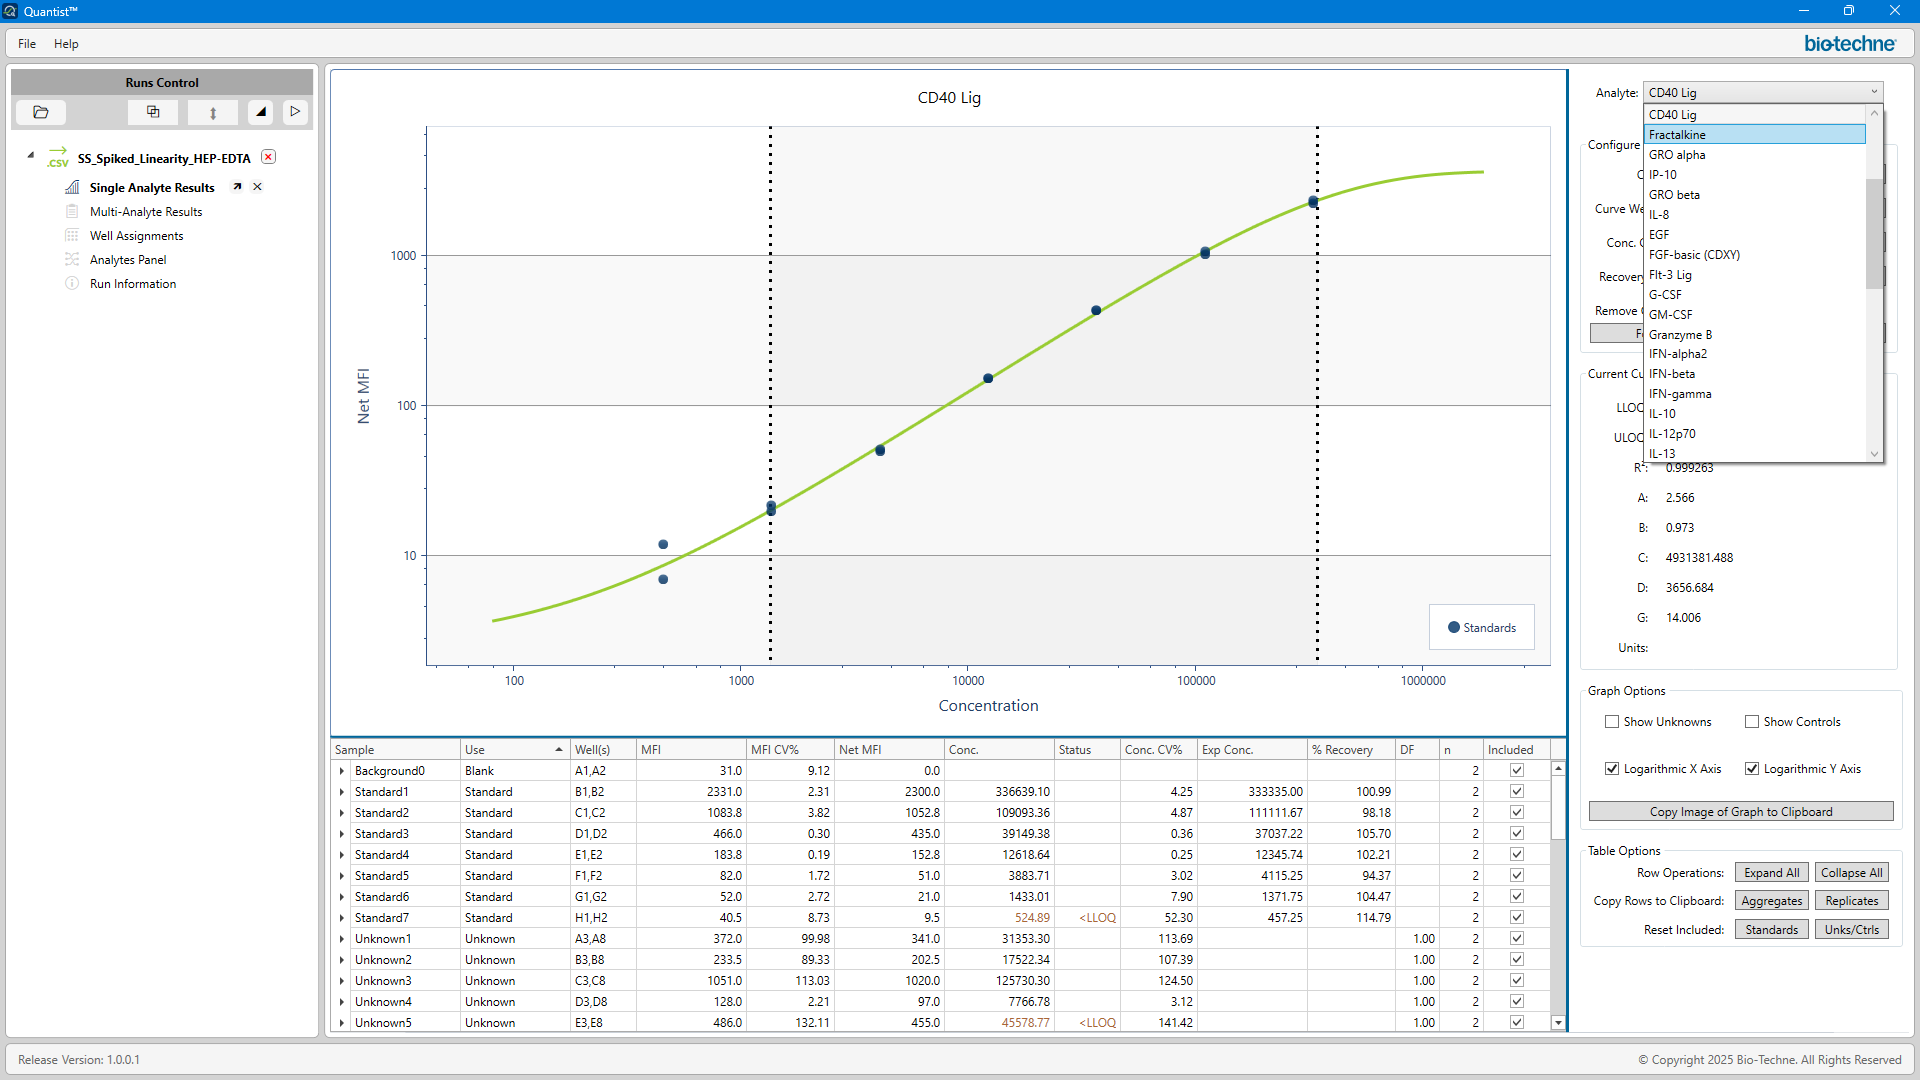 Quantist™
File Help
bio-techne
Runs Control
.CSV SS_Spiked_Linearity_HEP-EDTA
Single Analyte Results
Multi-Analyte Results
Well Assignments
Analytes Panel
Run Information
CD40 Lig
Net MFI
1000
100
10
Standards
100 1000 10000 100000 1000000
Concentration
Sample Use Well(s) MFI MFI CV% Net MFI Conc. Status Conc. CV% Exp Conc. % Recovery DF n Included
Background0 Blank A1,A2 31.0 9.12 0.0 2
Standard1 Standard B1,B2 2331.0 2.31 2300.0 336639.10 4.25 333335.00 100.99 2
Standard2 Standard C1,C2 1083.8 3.82 1052.8 109093.36 4.87 111111.67 98.18 2
Standard3 Standard D1,D2 466.0 0.30 435.0 39149.38 0.36 37037.22 105.70 2
Standard4 Standard E1,E2 183.8 0.19 152.8 12618.64 0.25 12345.74 102.21 2
Standard5 Standard F1,F2 82.0 1.72 51.0 3883.71 3.02 4115.25 94.37 2
Standard6 Standard G1,G2 52.0 2.72 21.0 1433.01 7.90 1371.75 104.47 2
Standard7 Standard H1,H2 40.5 8.73 9.5 524.89 <LLOQ 52.30 457.25 114.79 2
Unknown1 Unknown A3,A8 372.0 99.98 341.0 31353.30 113.69 1.00 2
Unknown2 Unknown B3,B8 233.5 89.33 202.5 17522.34 107.39 1.00 2
Unknown3 Unknown C3,C8 1051.0 113.03 1020.0 125730.30 124.50 1.00 2
Unknown4 Unknown D3,D8 128.0 2.21 97.0 7766.78 3.12 1.00 2
Unknown5 Unknown E3,E8 486.0 132.11 455.0 45578.77 <LLOQ 141.42 1.00 2
Analyte: CD40 Lig
CD40 Lig
Fractalkine
GRO alpha
IP-10
GRO beta
IL-8
EGF
FGF-basic (CDXY)
Flt-3 Lig
G-CSF
GM-CSF
Granzyme B
IFN-alpha2
IFN-beta
IFN-gamma
IL-10
IL-12p70
IL-13
Configure
Curve We
Conc. C
Recovery
Remove
Current Cu
LLOQ
ULOQ
R²: 0.999263
A: 2.566
B: 0.973
C: 4931381.488
D: 3656.684
G: 14.006
Units:
Graph Options
Show Unknowns Show Controls
Logarithmic X Axis Logarithmic Y Axis
Copy Image of Graph to Clipboard
Table Options
Row Operations: Expand All Collapse All
Copy Rows to Clipboard: Aggregates Replicates
Reset Included: Standards Unks/Ctrls
Release Version: 1.0.0.1
© Copyright 2025 Bio-Techne. All Rights Reserved